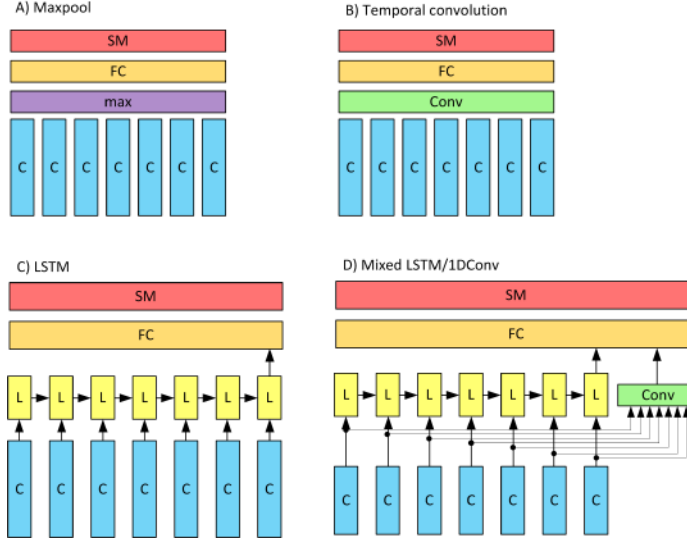 A) Maxpool
SM
FC
max
C C C C C C C
B) Temporal convolution
SM
FC
Conv
C C C C C C C
C) LSTM
SM
FC
L L L L L L L
C C C C C C C
D) Mixed LSTM/1DConv
SM
FC
L L L L L L L Conv
C C C C C C C